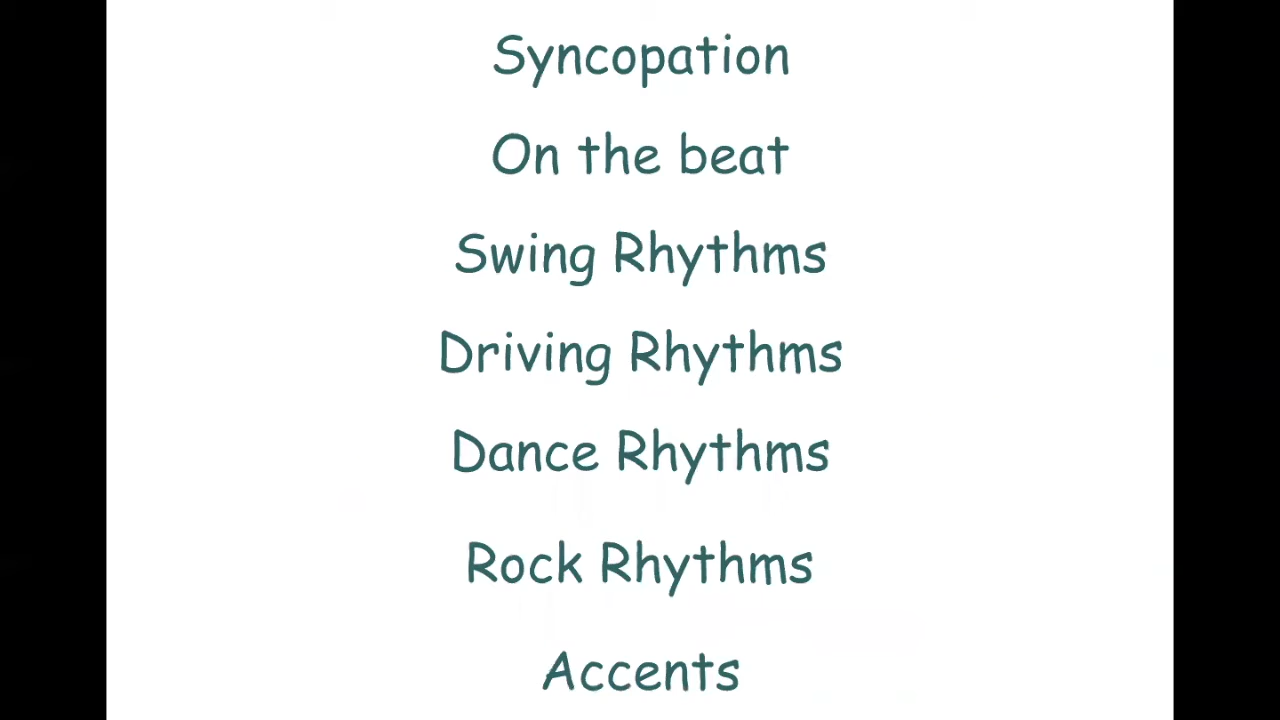 Syncopation
On the beat
Swing Rhythms
Driving Rhythms
Dance Rhythms
Rock Rhythms
Accents